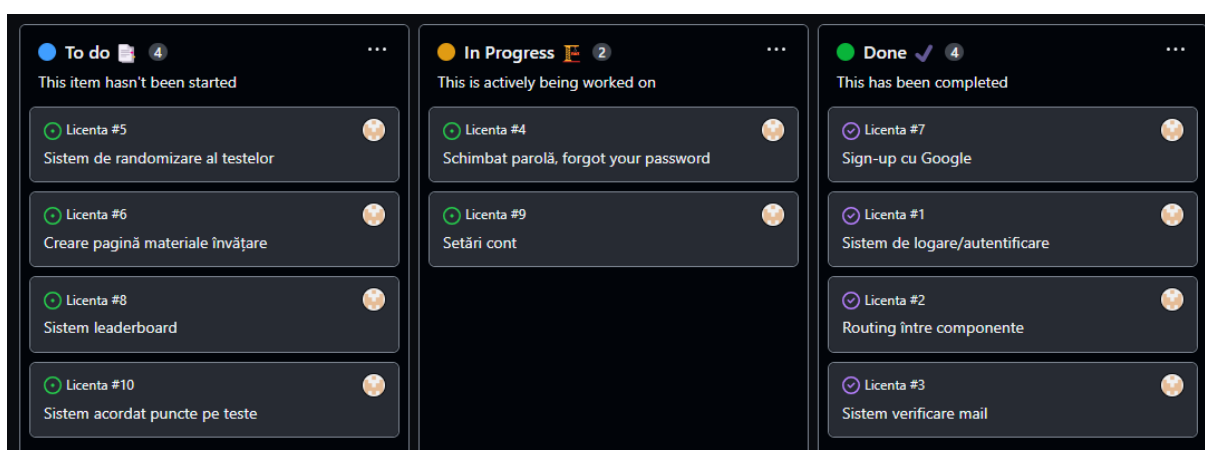 To do 📑 4 ...
This item hasn't been started
Licenta #5
Sistem de randomizare al testelor
Licenta #6
Creare pagină materiale învățare
Licenta #8
Sistem leaderboard
Licenta #10
Sistem acordat puncte pe teste
In Progress 🏗️ 2 ...
This is actively being worked on
Licenta #4
Schimbat parolă, forgot your password
Licenta #9
Setări cont
Done ✔️ 4 ...
This has been completed
Licenta #7
Sign-up cu Google
Licenta #1
Sistem de logare/autentificare
Licenta #2
Routing între componente
Licenta #3
Sistem verificare mail